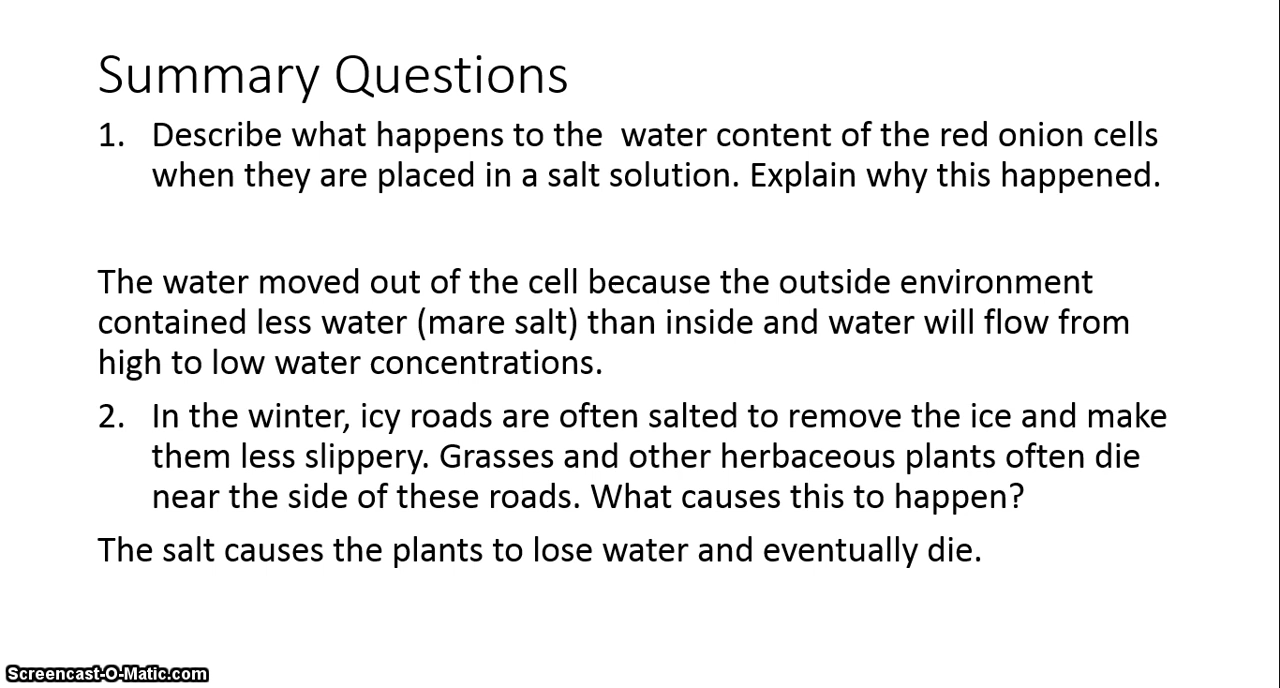 Summary Questions
1. Describe what happens to the  water content of the red onion cells
when they are placed in a salt solution. Explain why this happened.
The water moved out of the cell because the outside environment
contained less water (mare salt) than inside and water will flow from
high to low water concentrations.
2. In the winter, icy roads are often salted to remove the ice and make
them less slippery. Grasses and other herbaceous plants often die
near the side of these roads. What causes this to happen?
The salt causes the plants to lose water and eventually die.
Screencast-O-Matic.com